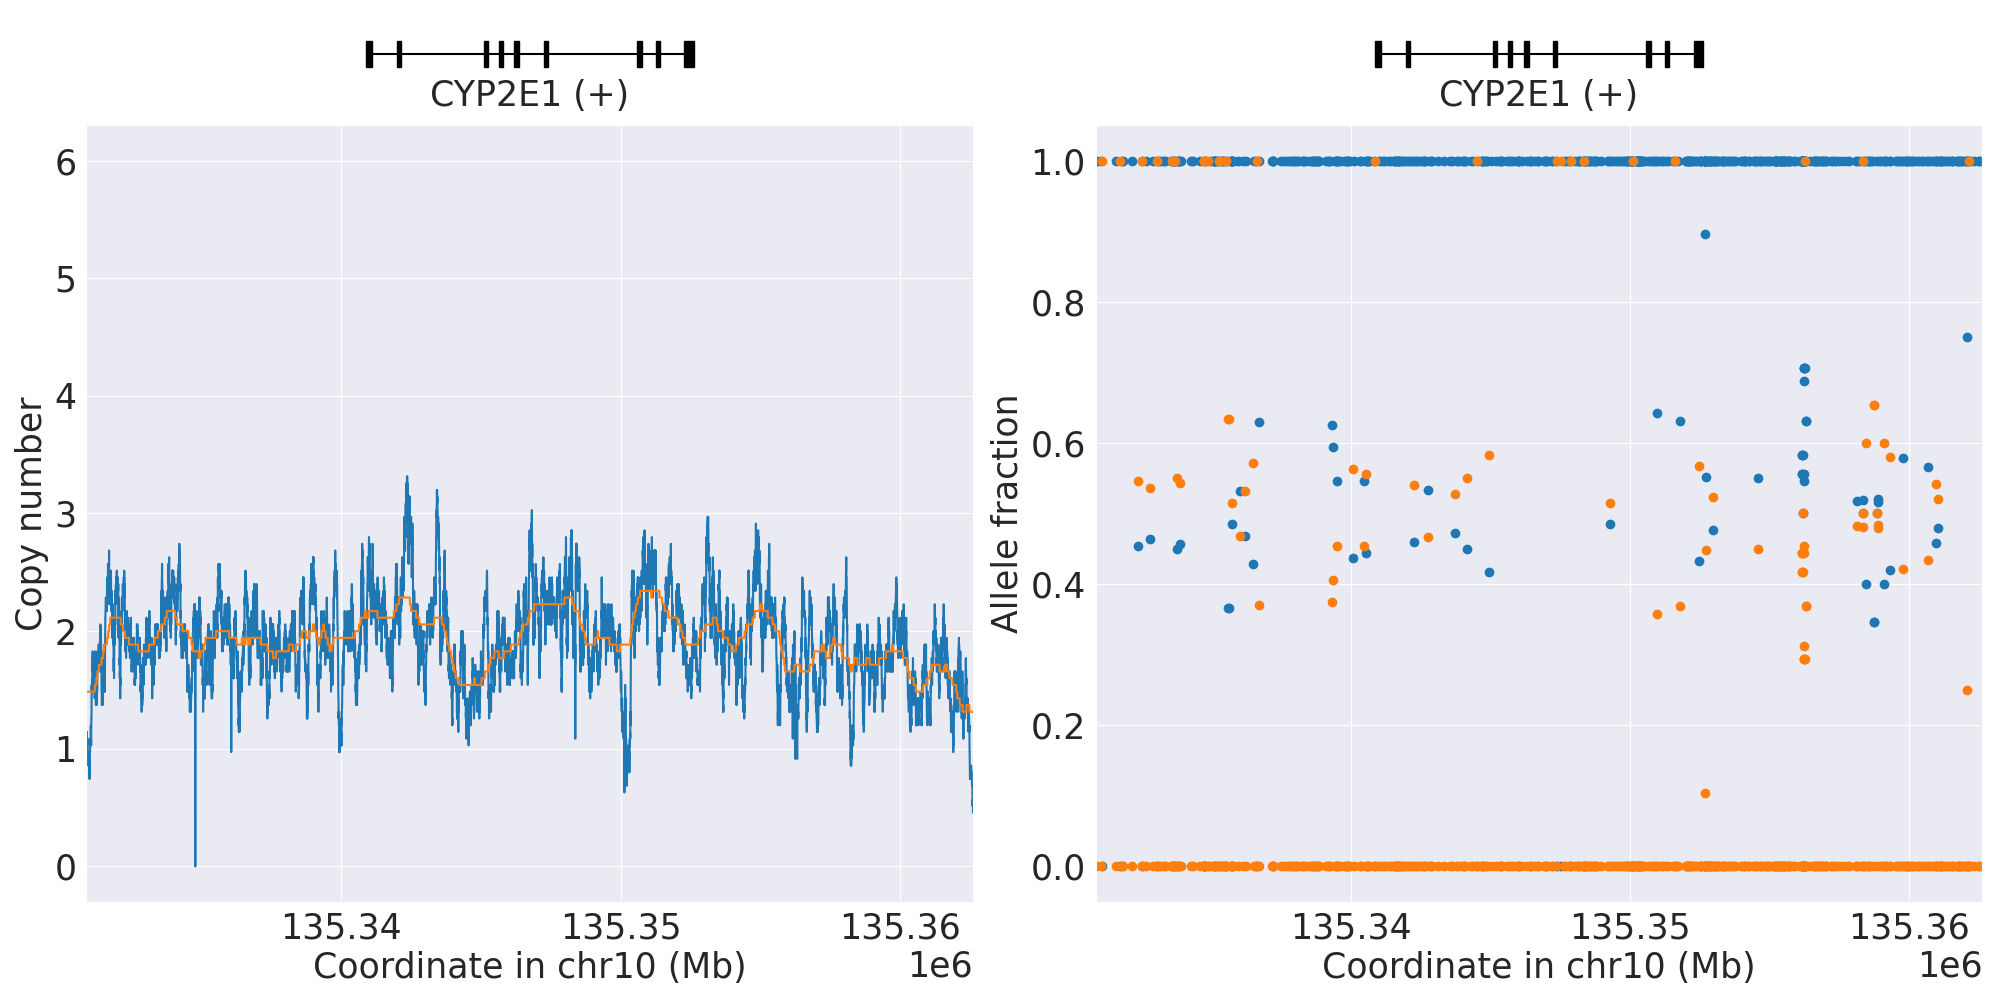 CYP2E1 (+)
6
5
4
3
2
1
0
Copy number
135.34 135.35 135.36
Coordinate in chr10 (Mb)
1e6
CYP2E1 (+)
1.0
0.8
0.6
0.4
0.2
0.0
Allele fraction
135.34 135.35 135.36
Coordinate in chr10 (Mb)
1e6